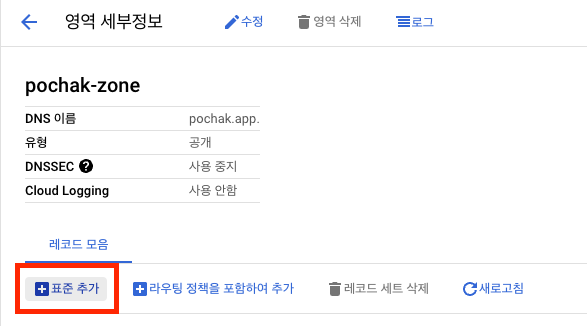 영역 세부정보 수정 영역 삭제 로그
pochak-zone
DNS 이름 pochak.app.
유형 공개
DNSSEC 사용 중지
Cloud Logging 사용 안함
레코드 모음
표준 추가 라우팅 정책을 포함하여 추가 레코드 세트 삭제 새로고침